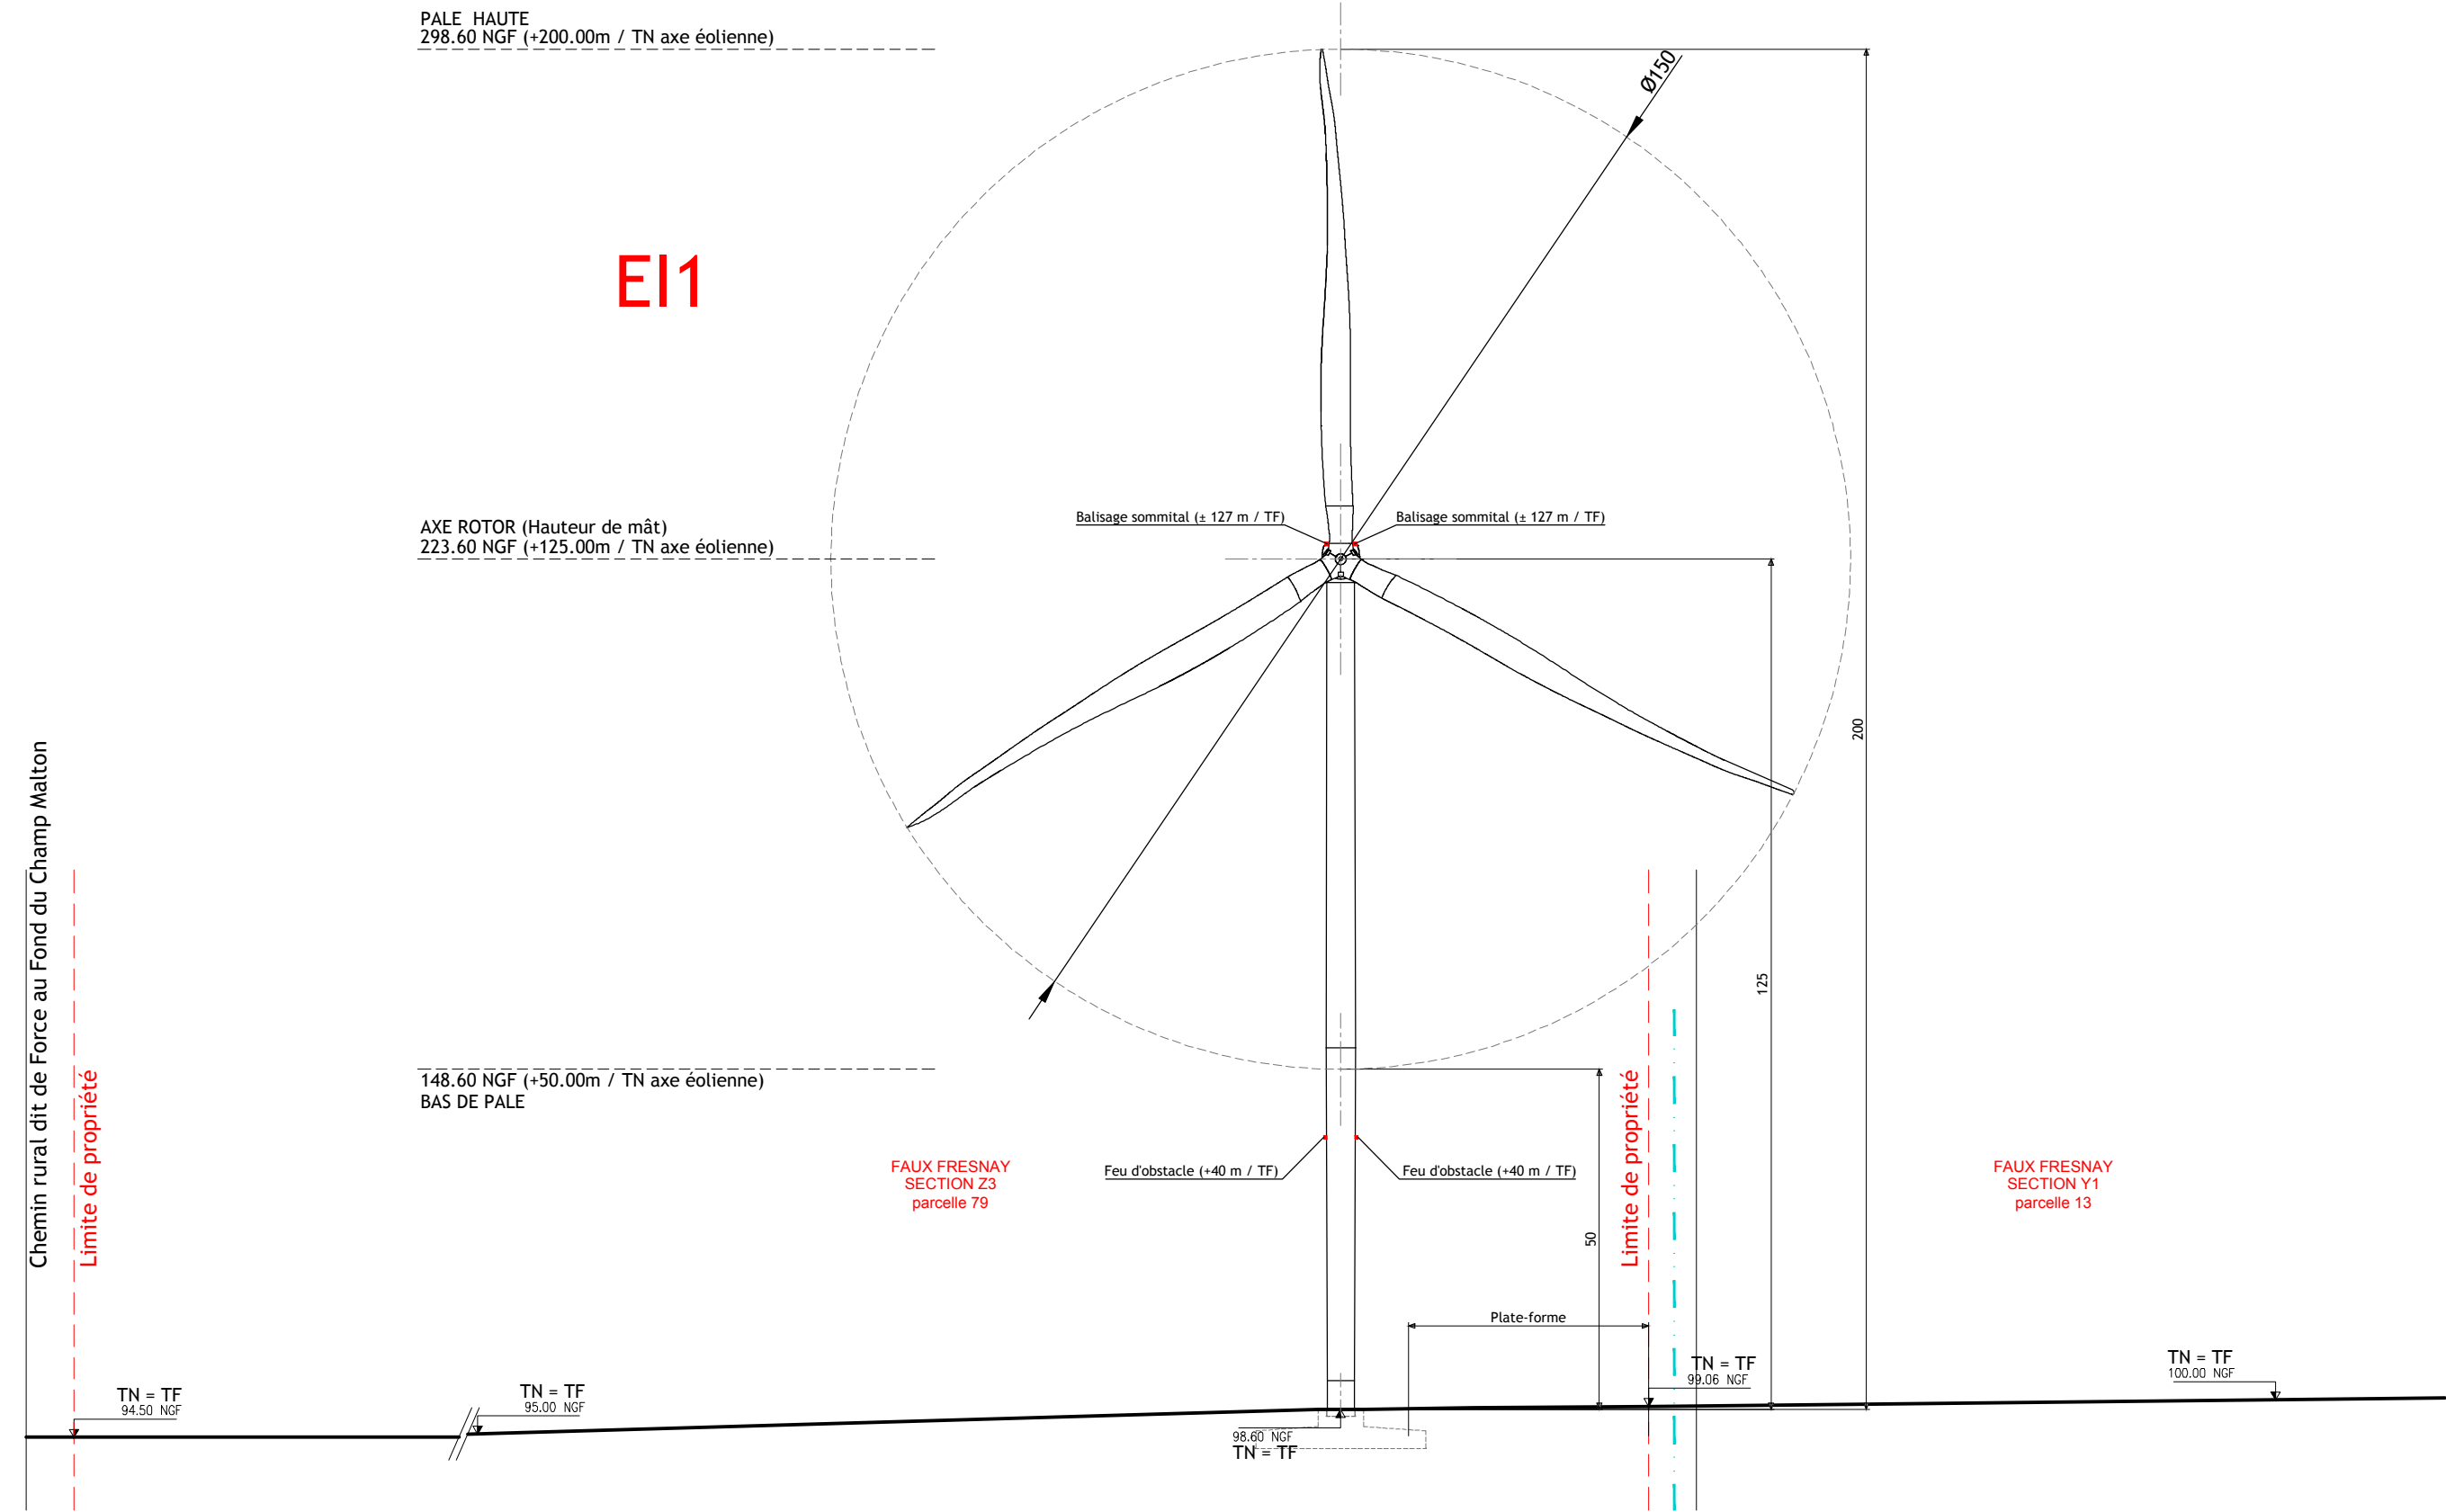 PALE HAUTE
298.60 NGF (+200.00m / TN axe éolienne)
Ø150
El1
Balisage sommital (± 127 m / TF)
Balisage sommital (± 127 m / TF)
AXE ROTOR (Hauteur de mât)
223.60 NGF (+125.00m / TN axe éolienne)
200
Chemin rural dit de Force au Fond du Champ Malton
Limite de propriété
125
148.60 NGF (+50.00m / TN axe éolienne)
BAS DE PALE
FAUX FRESNAY
SECTION Z3
parcelle 79
Feu d'obstacle (+40 m / TF)
Feu d'obstacle (+40 m / TF)
Limite de propriété
FAUX FRESNAY
SECTION Y1
parcelle 13
50
Plate-forme
TN = TF
94.50 NGF
TN = TF
95.00 NGF
98.60 NGF
TN = TF
TN = TF
99.06 NGF
TN = TF
100.00 NGF